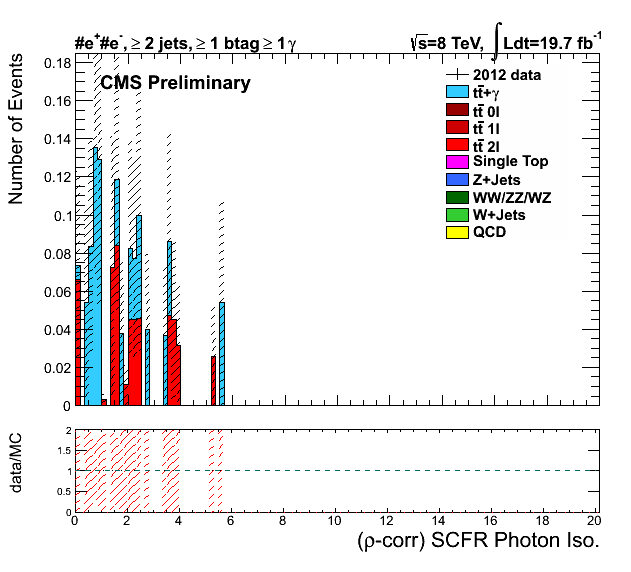 #e⁺#e⁻, ≥ 2 jets, ≥ 1 btag ≥ 1 γ
√s=8 TeV, ∫ Ldt=19.7 fb⁻¹
CMS Preliminary
2012 data
tt̅+γ
tt̅ 0l
tt̅ 1l
tt̅ 2l
Single Top
Z+Jets
WW/ZZ/WZ
W+Jets
QCD
Number of Events
0.18
0.16
0.14
0.12
0.1
0.08
0.06
0.04
0.02
0
data/MC
2
1.5
1
0.5
0
0 2 4 6 8 10 12 14 16 18 20
(ρ-corr) SCFR Photon Iso.